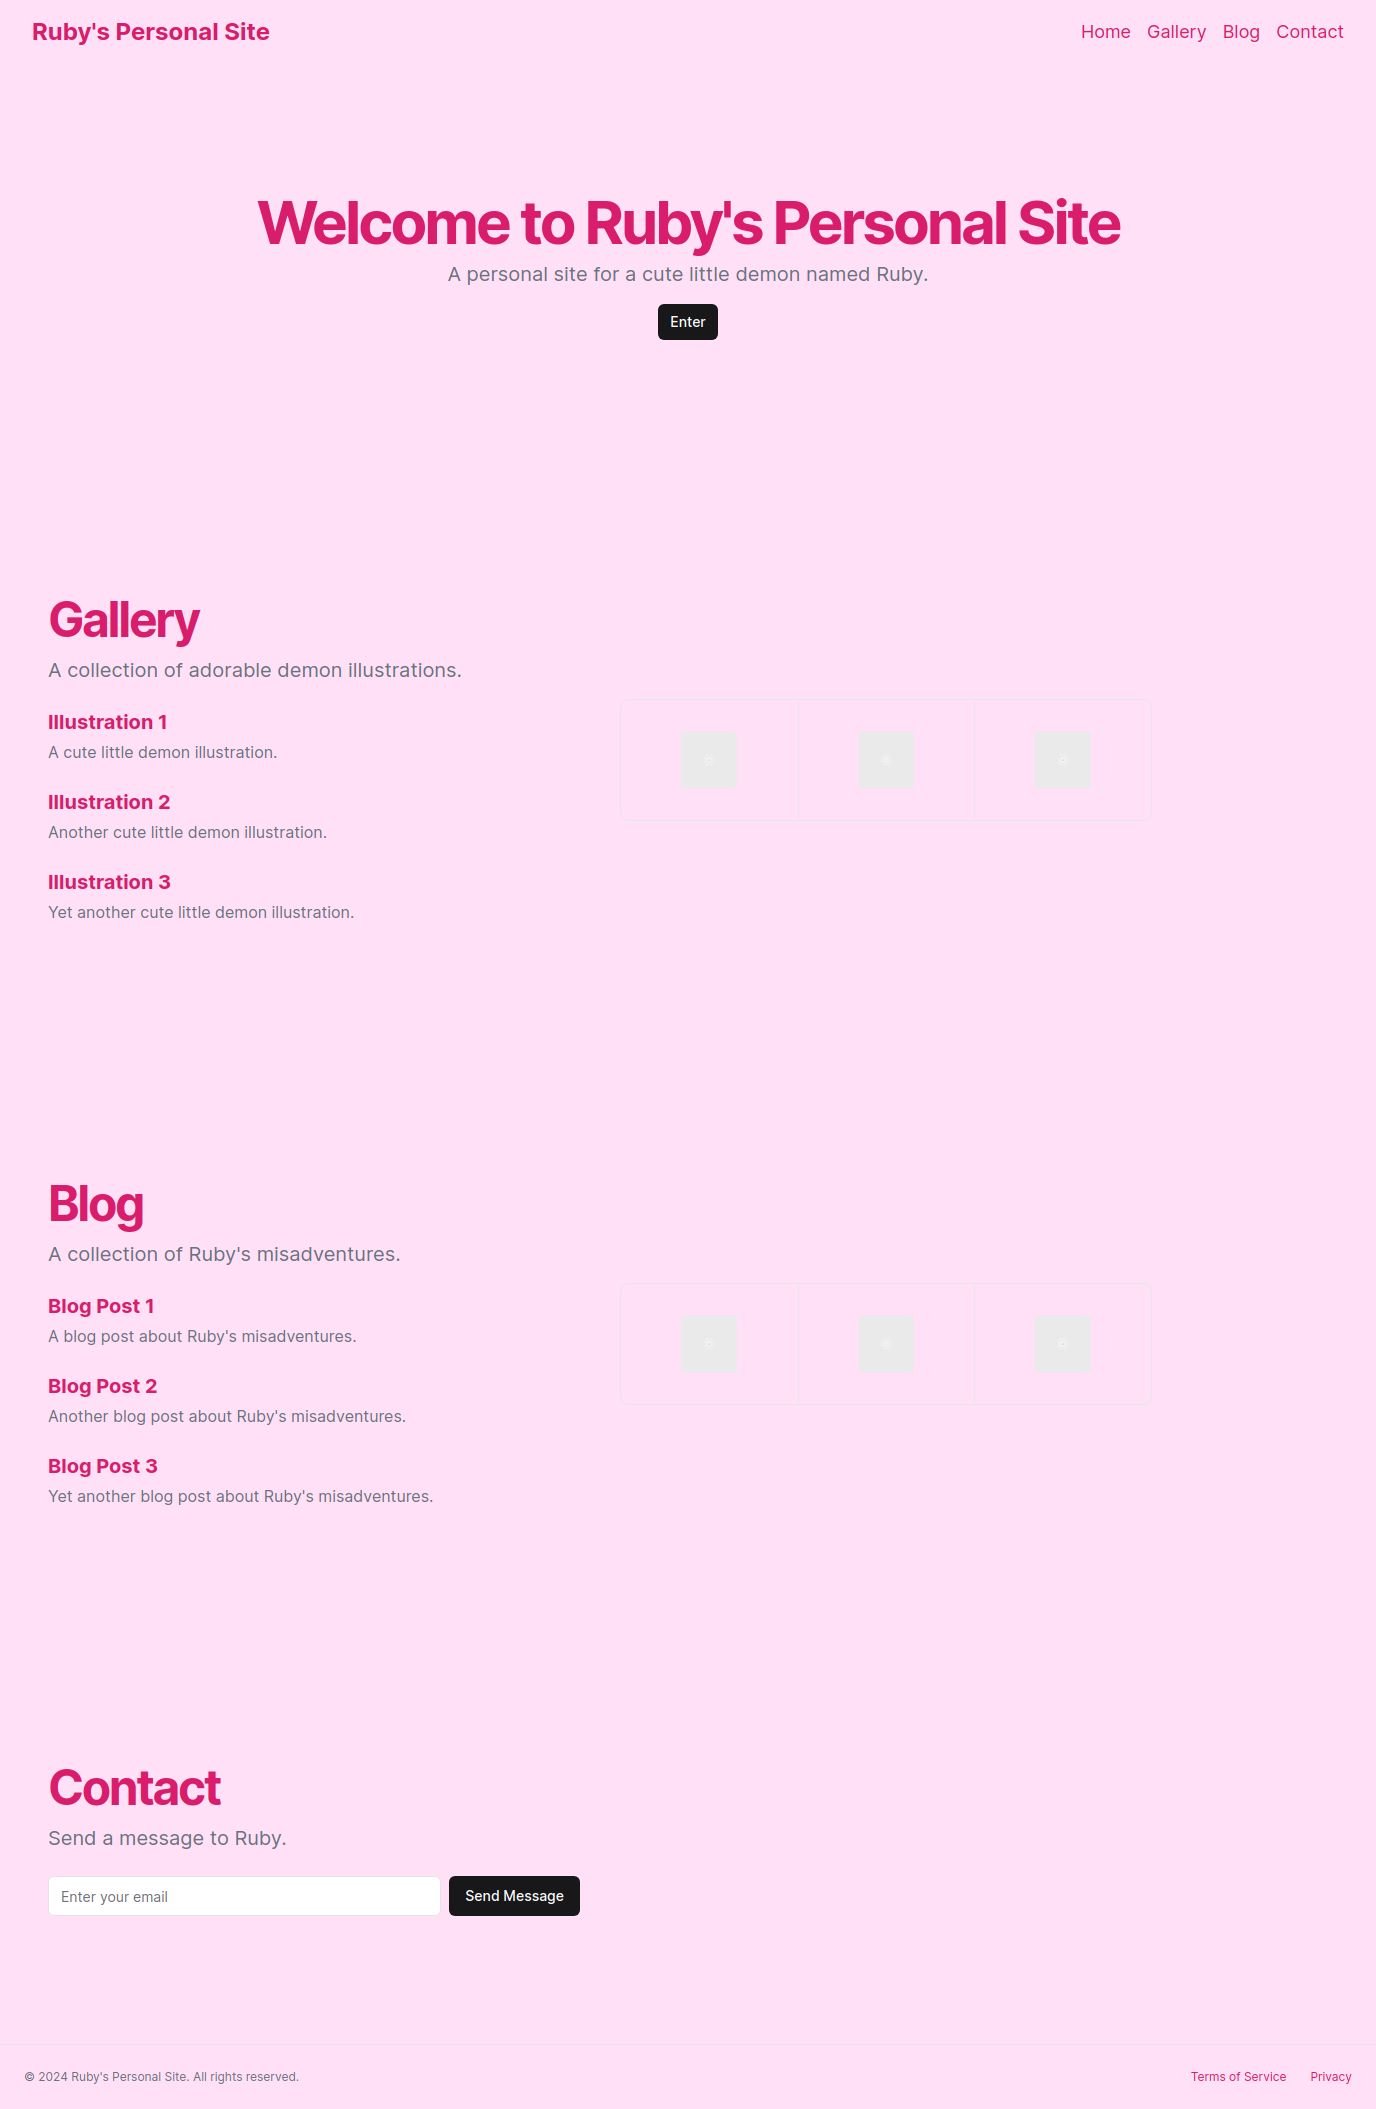 Ruby's Personal Site
Home
Gallery
Blog
Contact
Welcome to Ruby's Personal Site
A personal site for a cute little demon named Ruby.
Enter
Gallery
A collection of adorable demon illustrations.
Illustration 1
A cute little demon illustration.
Illustration 2
Another cute little demon illustration.
Illustration 3
Yet another cute little demon illustration.
Blog
A collection of Ruby's misadventures.
Blog Post 1
A blog post about Ruby's misadventures.
Blog Post 2
Another blog post about Ruby's misadventures.
Blog Post 3
Yet another blog post about Ruby's misadventures.
Contact
Send a message to Ruby.
Enter your email
Send Message
© 2024 Ruby's Personal Site. All rights reserved.
Terms of Service
Privacy